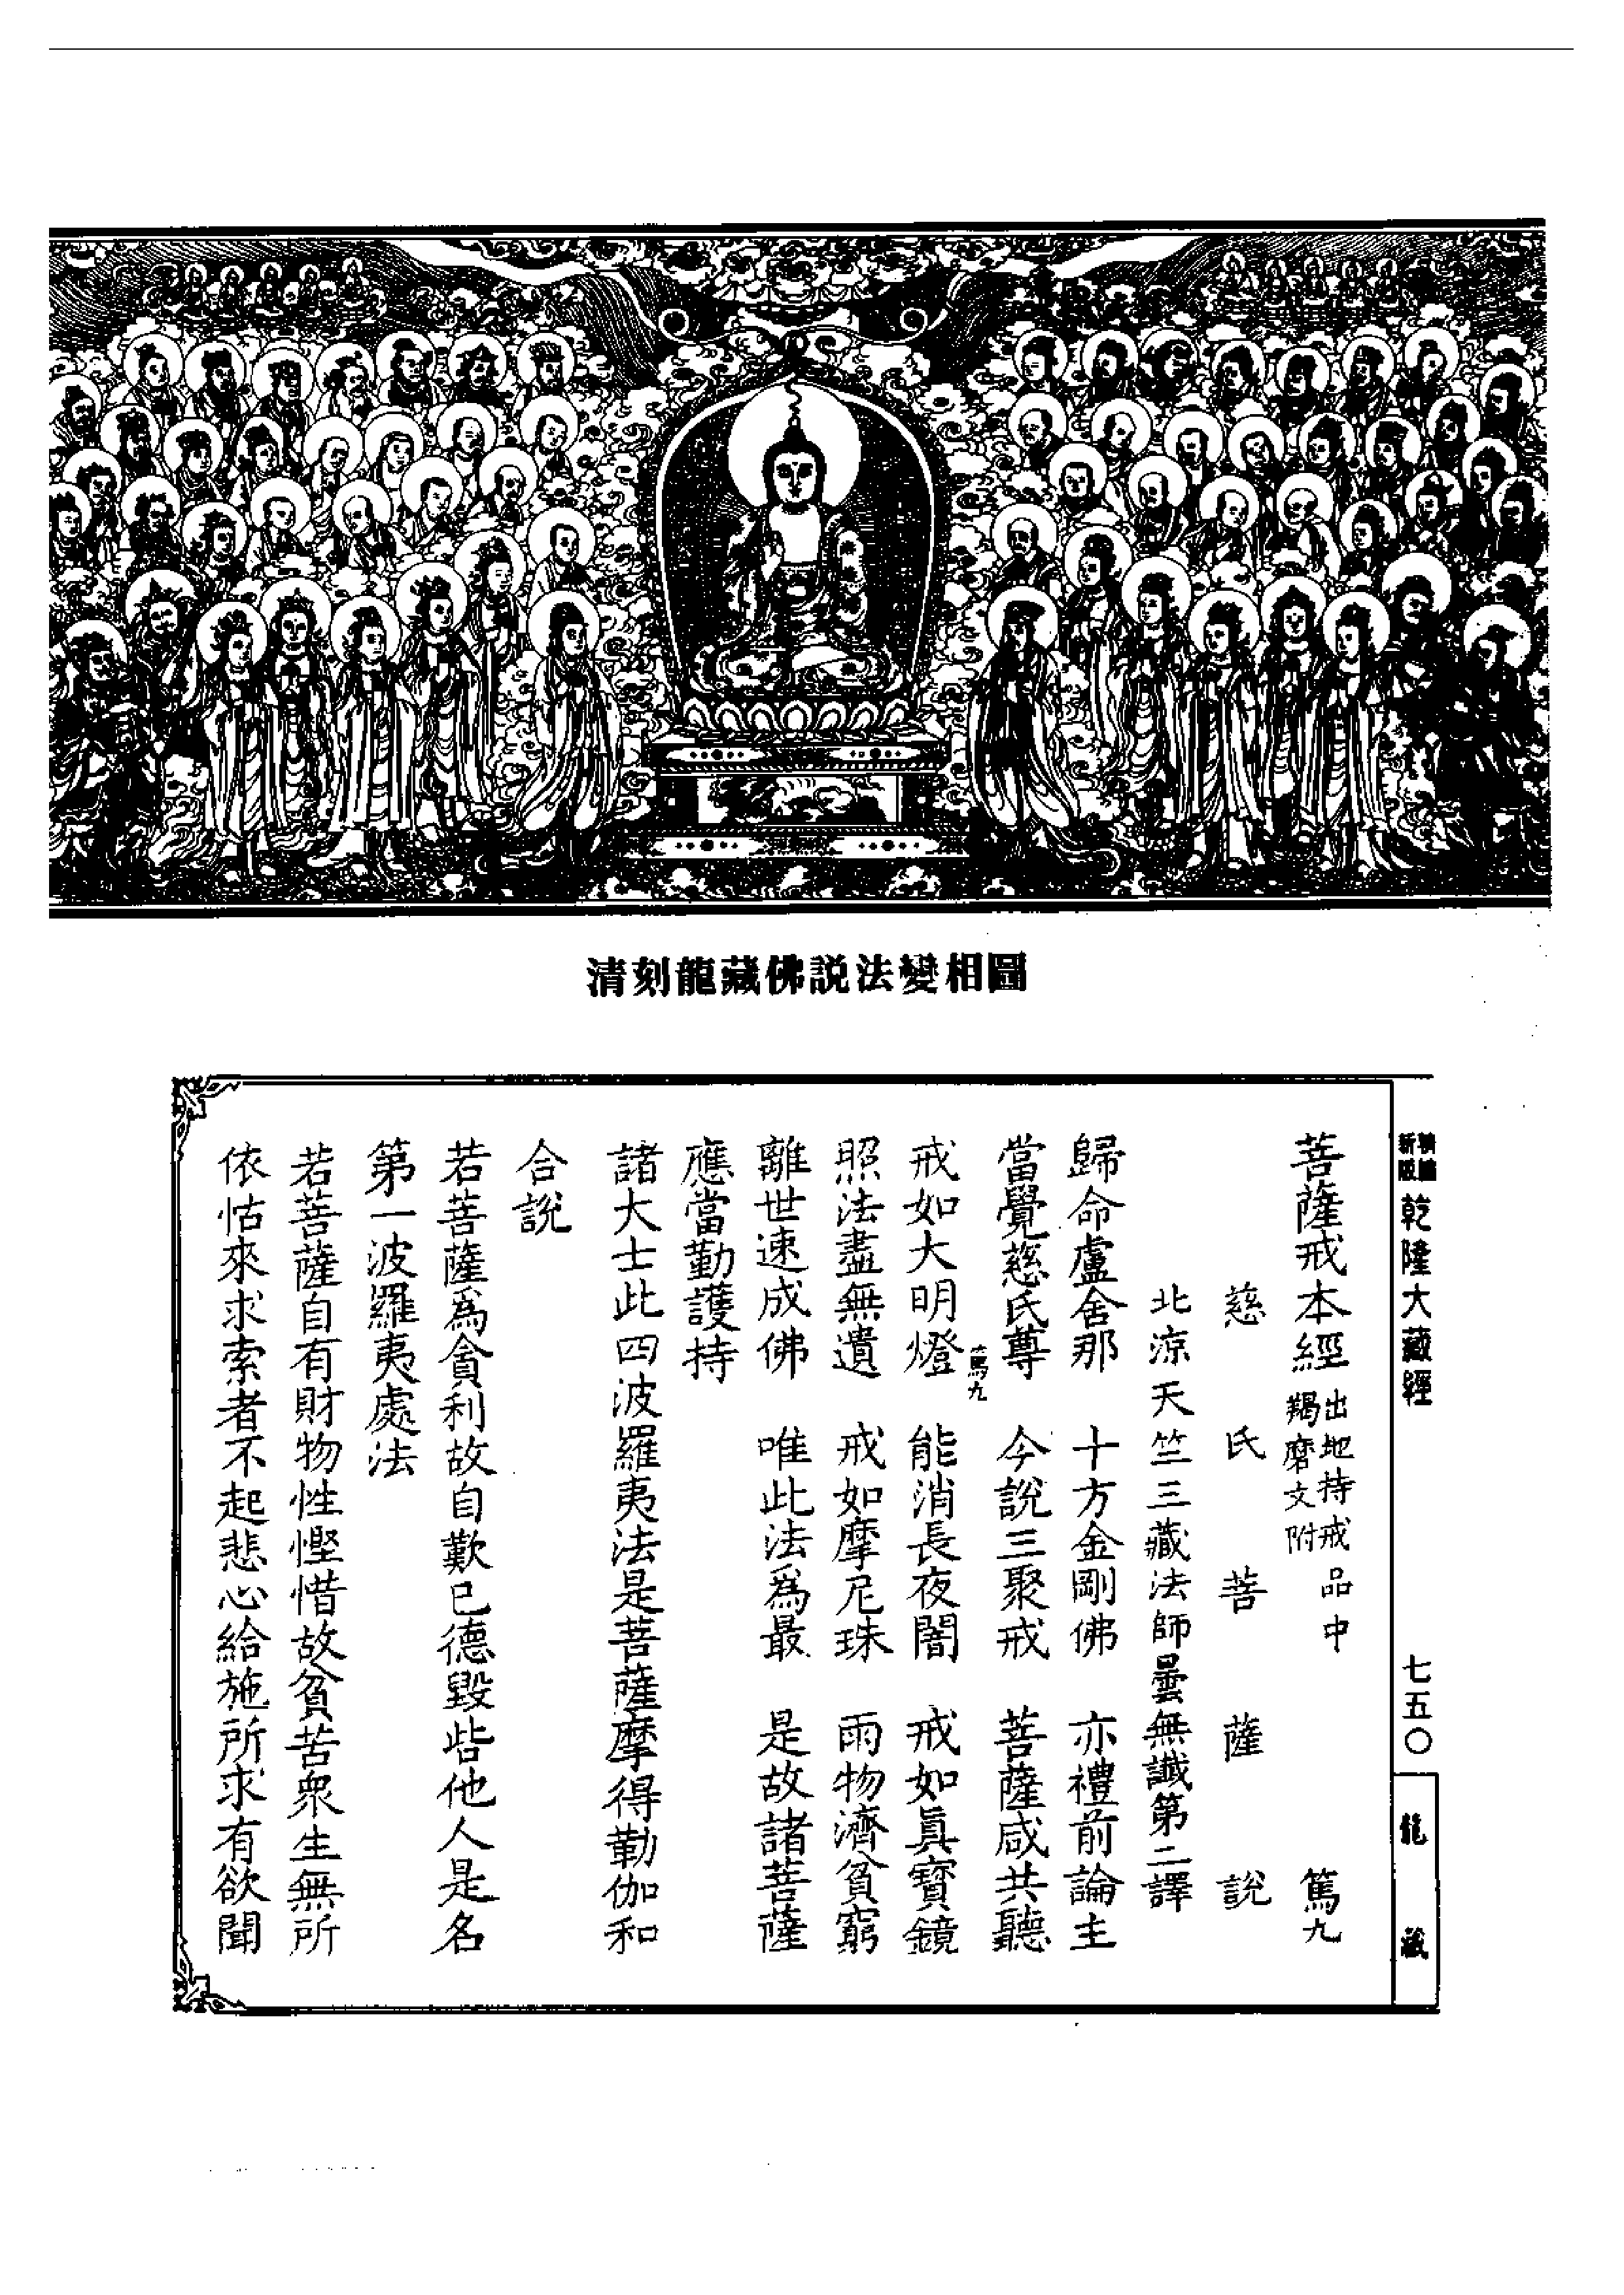 清刻龍藏佛説法變相圖
新版
精縮
乾隆大藏經
七五〇
龍藏
菩薩戒本經 出地持戒品中 篤九
羯磨文附
慈氏菩薩說
北涼天竺三藏法師曇無讖第二譯
歸命盧舍那 十方金剛佛 亦禮前論主
當覺慈氏尊 今說三聚戒 菩薩咸共聽
篤九
戒如大明燈 能消長夜闇 戒如眞寳鏡
照法盡無遺 戒如摩尼珠 雨物濟貧窮
離世速成佛 唯此法爲最 是故諸菩薩
應當勤護持
諸大士此四波羅夷法是菩薩摩得勒伽和
合說
若菩薩爲貪利故自歎已德毀呰他人是名
第一波羅夷處法
若菩薩自有財物性慳惜故貧苦衆生無所
依怙來求索者不起悲心給施所求有欲聞